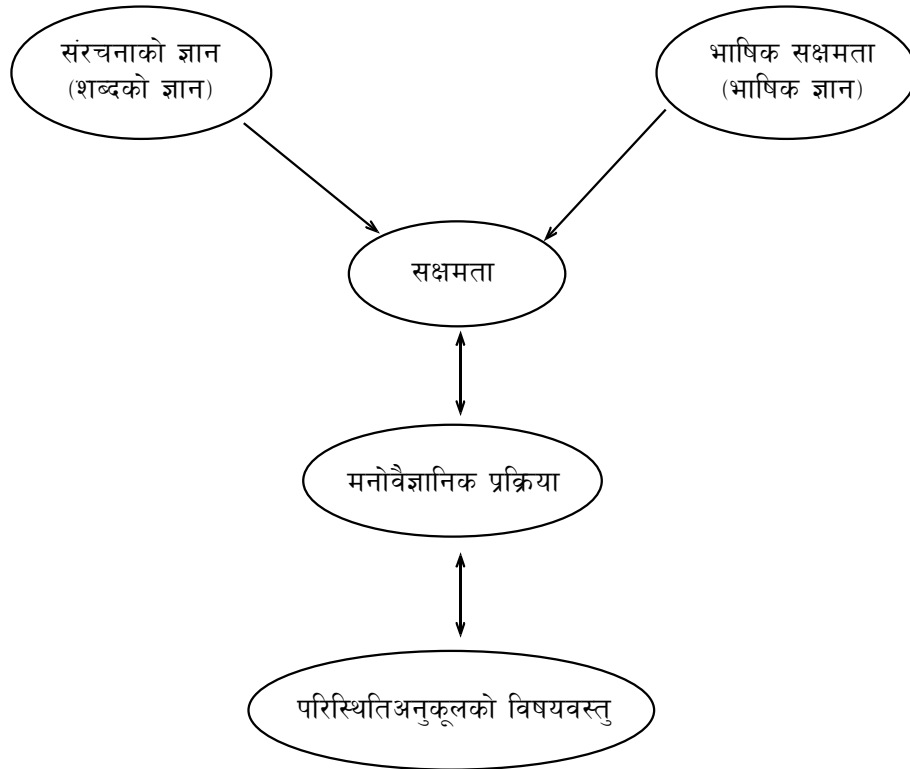 संरचनाको ज्ञान
(शब्दको ज्ञान)
भाषिक सक्षमता
(भाषिक ज्ञान)
सक्षमता
मनोवैज्ञानिक प्रक्रिया
परिस्थितिअनुकूलको विषयवस्तु